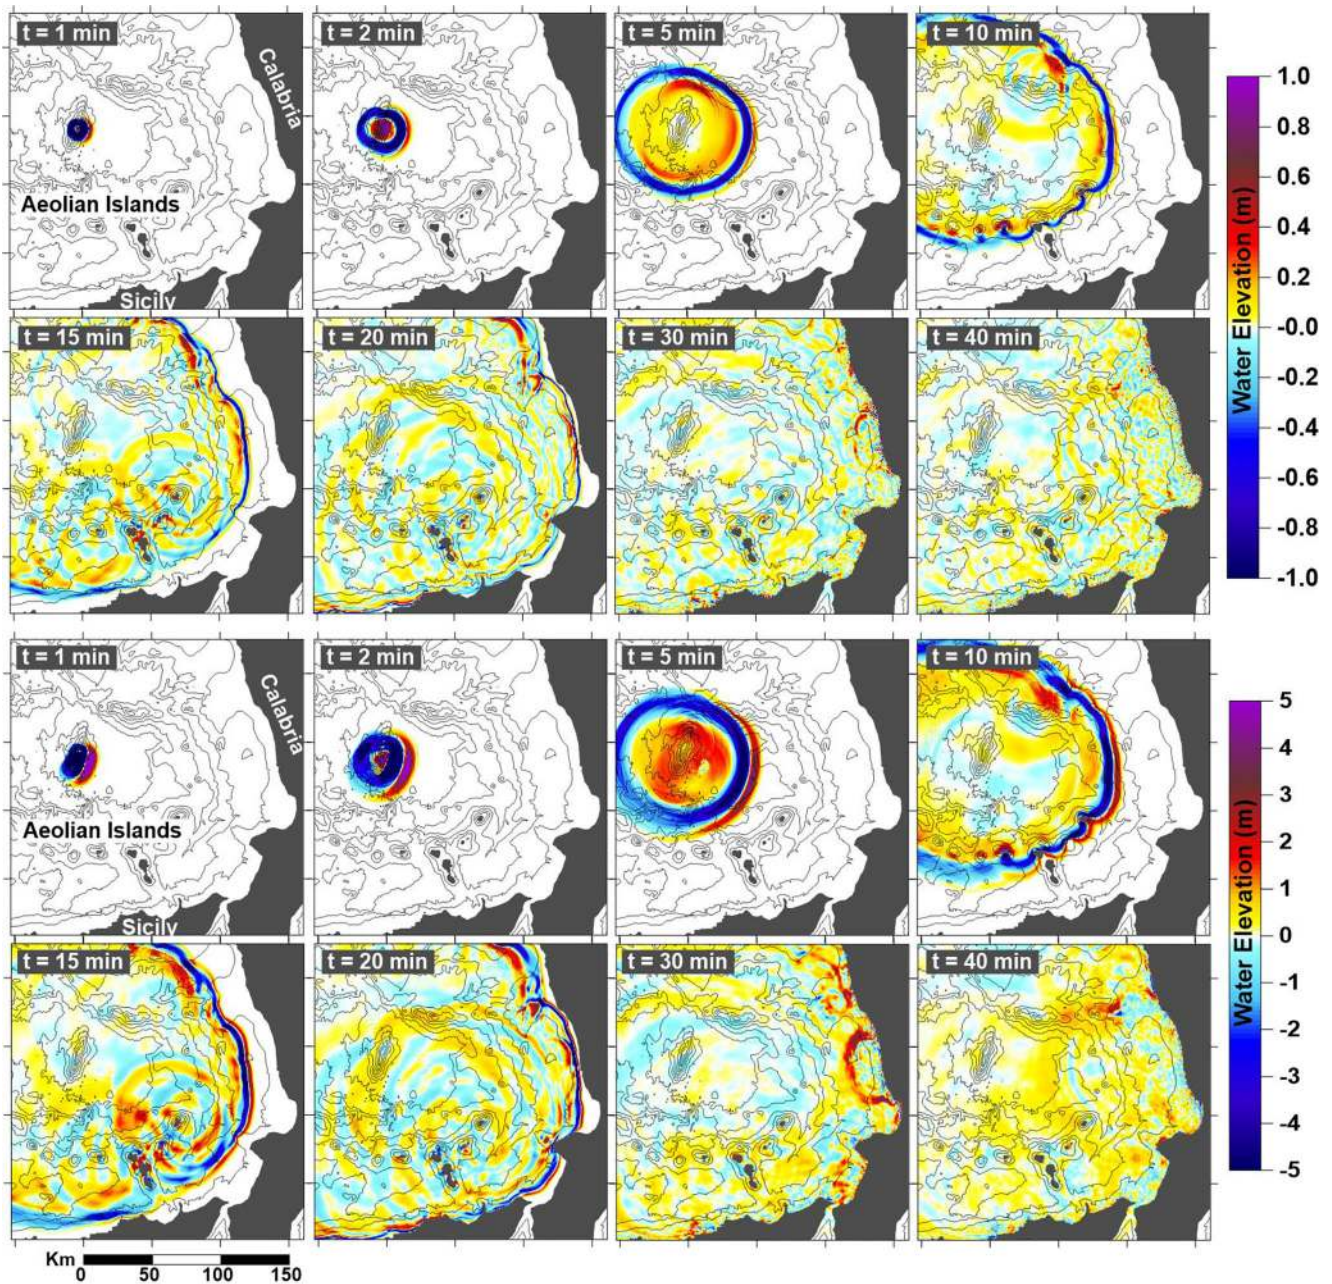 t = 1 min
t = 2 min
t = 5 min
t = 10 min
Calabria
Aeolian Islands
Sicily
t = 15 min
t = 20 min
t = 30 min
t = 40 min
1.0
0.8
0.6
0.4
0.2
-0.0
-0.2
-0.4
-0.6
-0.8
-1.0
Water Elevation (m)
t = 1 min
t = 2 min
t = 5 min
t = 10 min
Calabria
Aeolian Islands
Sicily
t = 15 min
t = 20 min
t = 30 min
t = 40 min
5
4
3
2
1
0
-1
-2
-3
-4
-5
Water Elevation (m)
Km
0 50 100 150